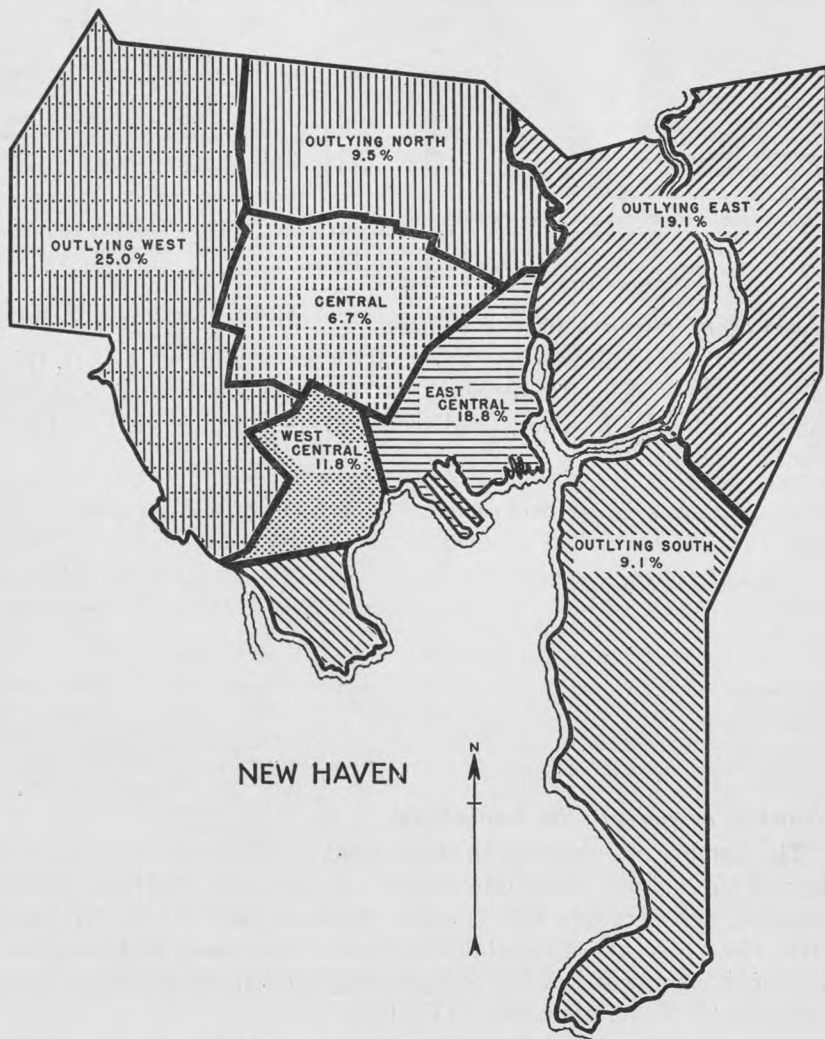 OUTLYING NORTH
9.5%
OUTLYING EAST
19.1%
OUTLYING WEST
25.0%
CENTRAL
6.7%
EAST
CENTRAL
18.8%
WEST
CENTRAL
11.8%
OUTLYING SOUTH
9.1%
N
NEW HAVEN